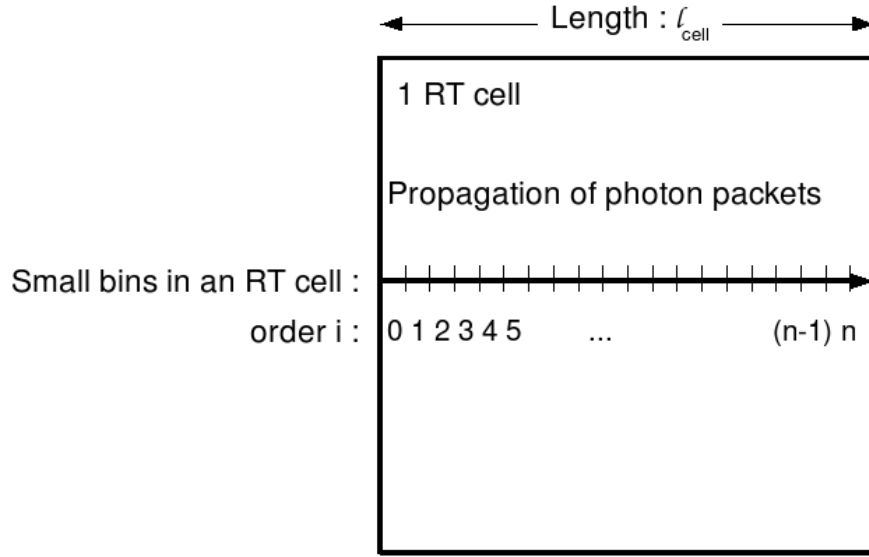 Length : ℓcell
1 RT cell
Propagation of photon packets
Small bins in an RT cell :
order i : 0 1 2 3 4 5 ... (n-1) n